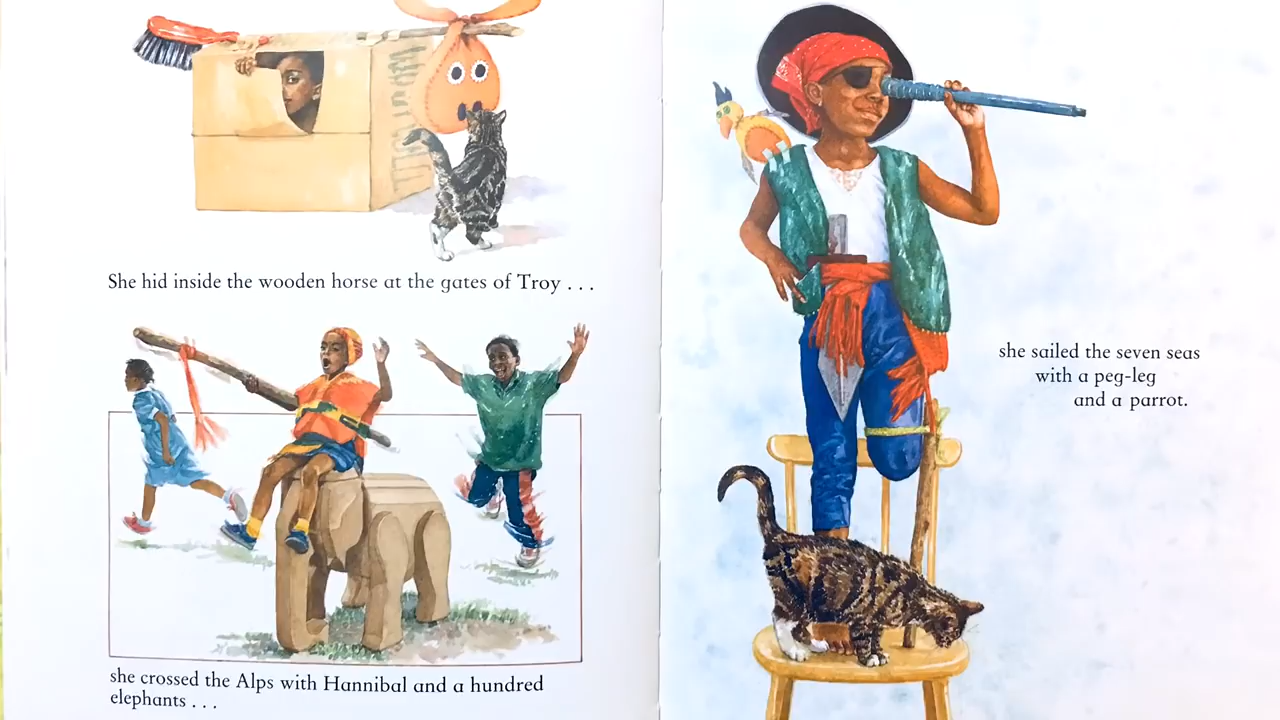 She hid inside the wooden horse at the gates of Troy . . .
she crossed the Alps with Hannibal and a hundred
elephants . . .
she sailed the seven seas
with a peg-leg
and a parrot.